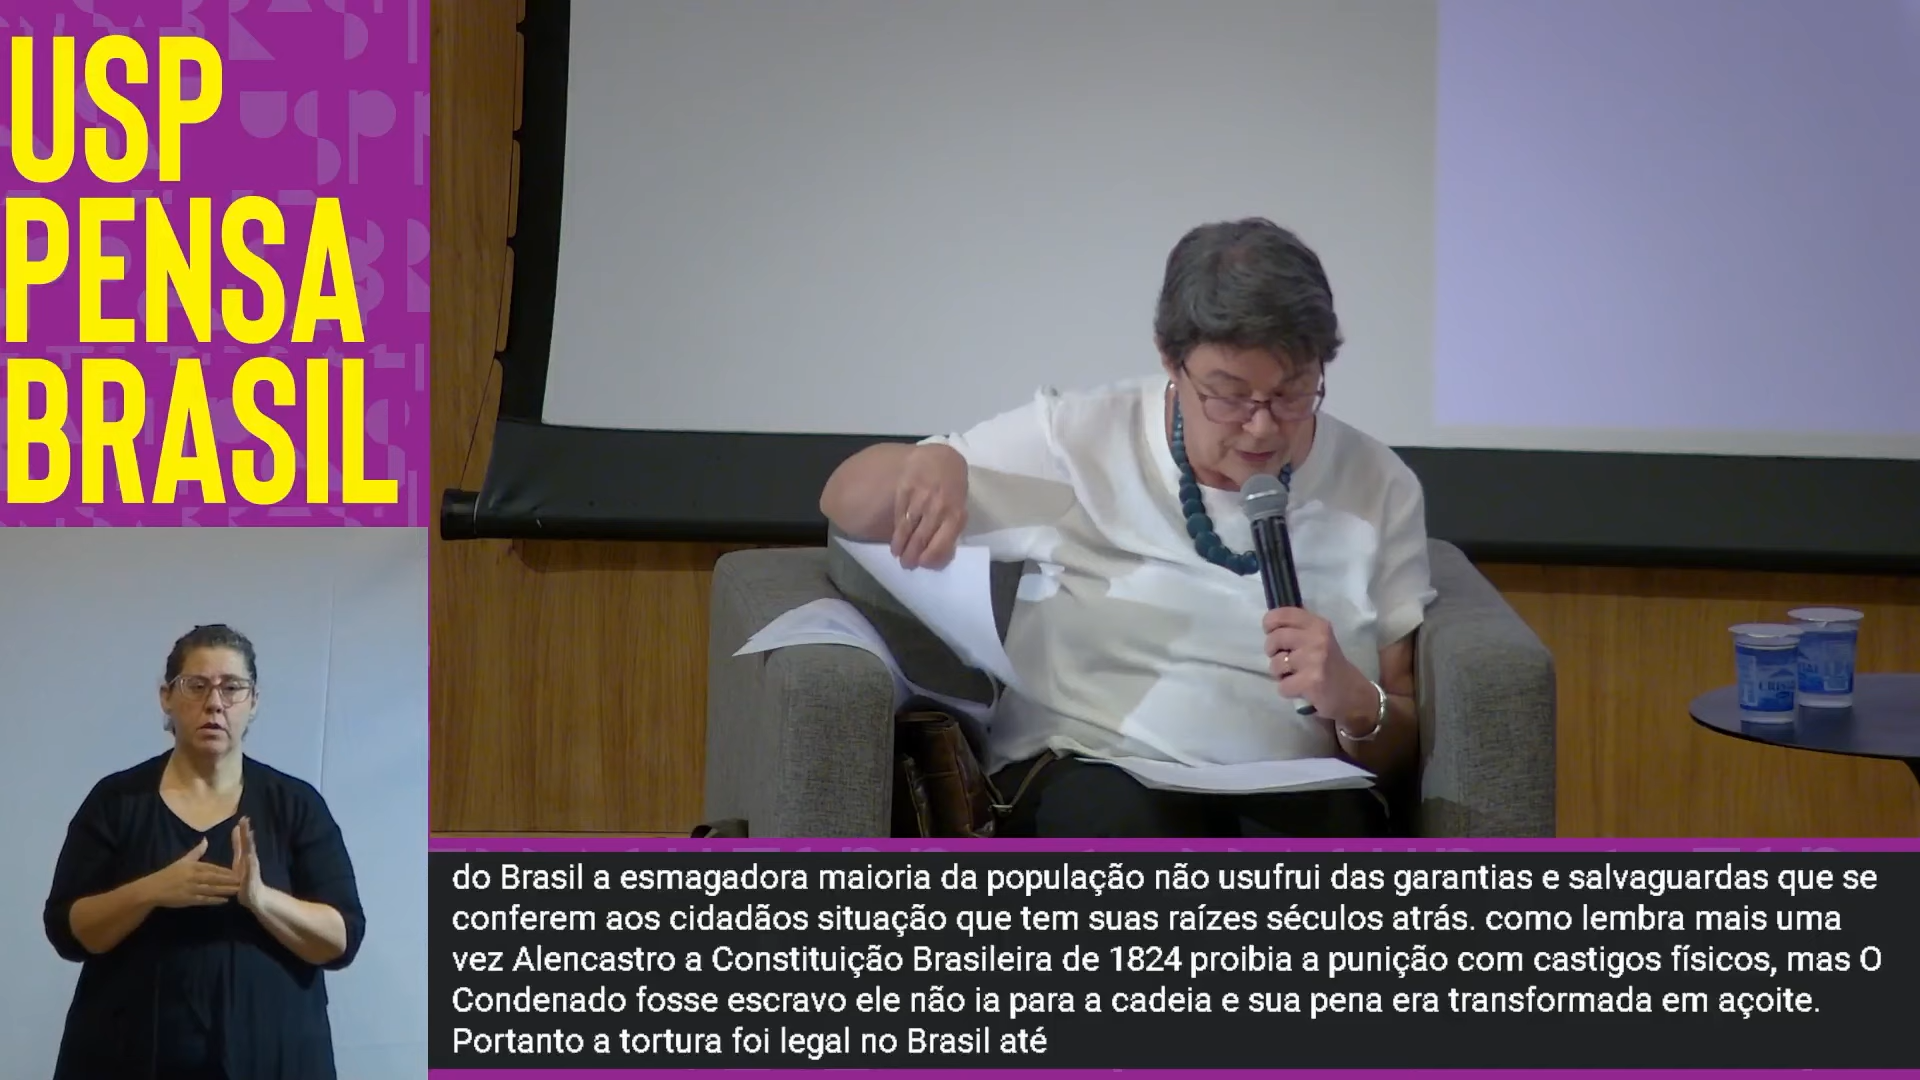 USP
PENSA
BRASIL
do Brasil a esmagadora maioria da população não usufrui das garantias e salvaguardas que se
conferem aos cidadãos situação que tem suas raízes séculos atrás. como lembra mais uma
vez Alencastro a Constituição Brasileira de 1824 proibia a punição com castigos físicos, mas O
Condenado fosse escravo ele não ia para a cadeia e sua pena era transformada em açoite.
Portanto a tortura foi legal no Brasil até